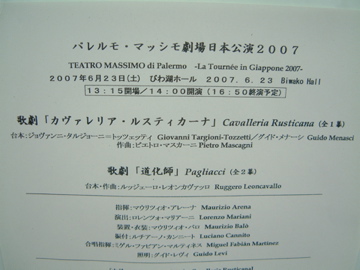 パレルモ・マッシモ劇場日本公演２００７
TEATRO MASSIMO di Palermo -La Tournée in Giappone 2007-
２００７年６月２３日(土) びわ湖ホール ２００７．６．２３ Biwako Hall
１３：１５開場／１４：００開演（１６：５０終演予定）
歌劇「カヴァレリア・ルスティカーナ」 Cavalleria Rusticana （全１幕）
台本：ジョヴァンニ・タルジョーニ＝トッツェッティ Giovanni Targioni-Tozzetti／グイド・メナーシ Guido Menasci
作曲：ピエトロ・マスカーニ Pietro Mascagni
歌劇「道化師」 Pagliacci （全２幕）
台本・作曲：ルッジェーロ・レオンカヴァッロ Ruggero Leoncavallo
指揮：マウリツィオ・アレーナ Maurizio Arena
演出：ロレンツォ・マリアーニ Lorenzo Mariani
装置・衣装：マウリツィオ・バロ Maurizio Balò
振付：ルチアーノ・カンニート Luciano Cannito
合唱指揮：ミゲル・ファビアン・マルティネス Miguel Fabián Martínez
照明：グイド・レヴィ Guido Levi